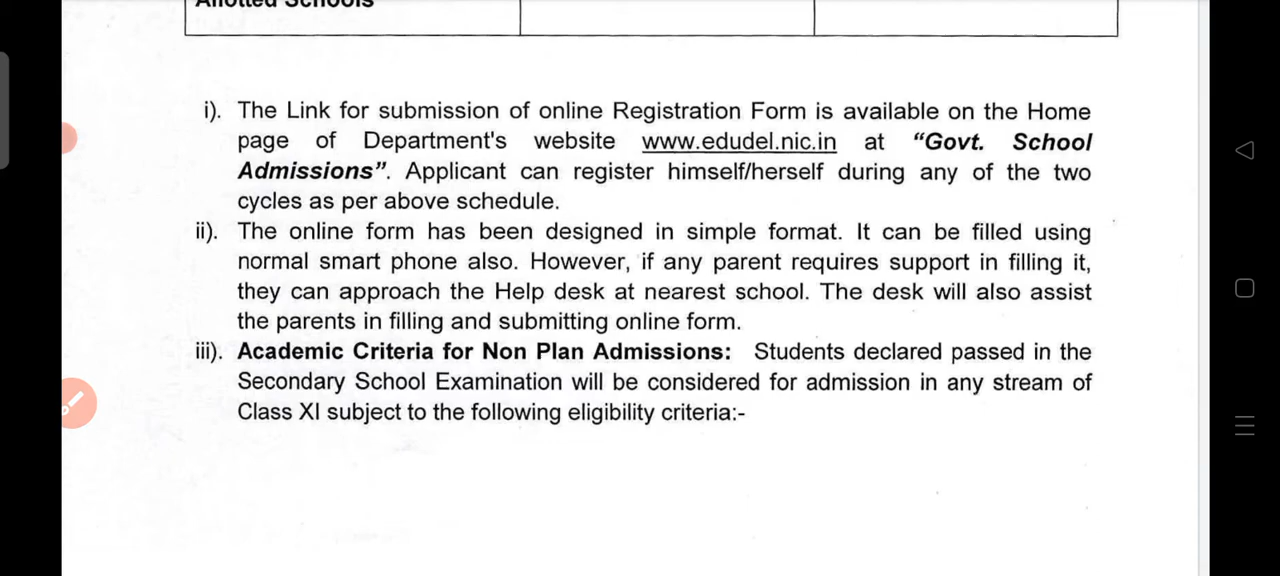 Allotted Schools
i). The Link for submission of online Registration Form is available on the Home
page of Department's website www.edudel.nic.in at “Govt. School
Admissions”. Applicant can register himself/herself during any of the two
cycles as per above schedule.
ii). The online form has been designed in simple format. It can be filled using
normal smart phone also. However, if any parent requires support in filling it,
they can approach the Help desk at nearest school. The desk will also assist
the parents in filling and submitting online form.
iii). Academic Criteria for Non Plan Admissions: Students declared passed in the
Secondary School Examination will be considered for admission in any stream of
Class XI subject to the following eligibility criteria:-